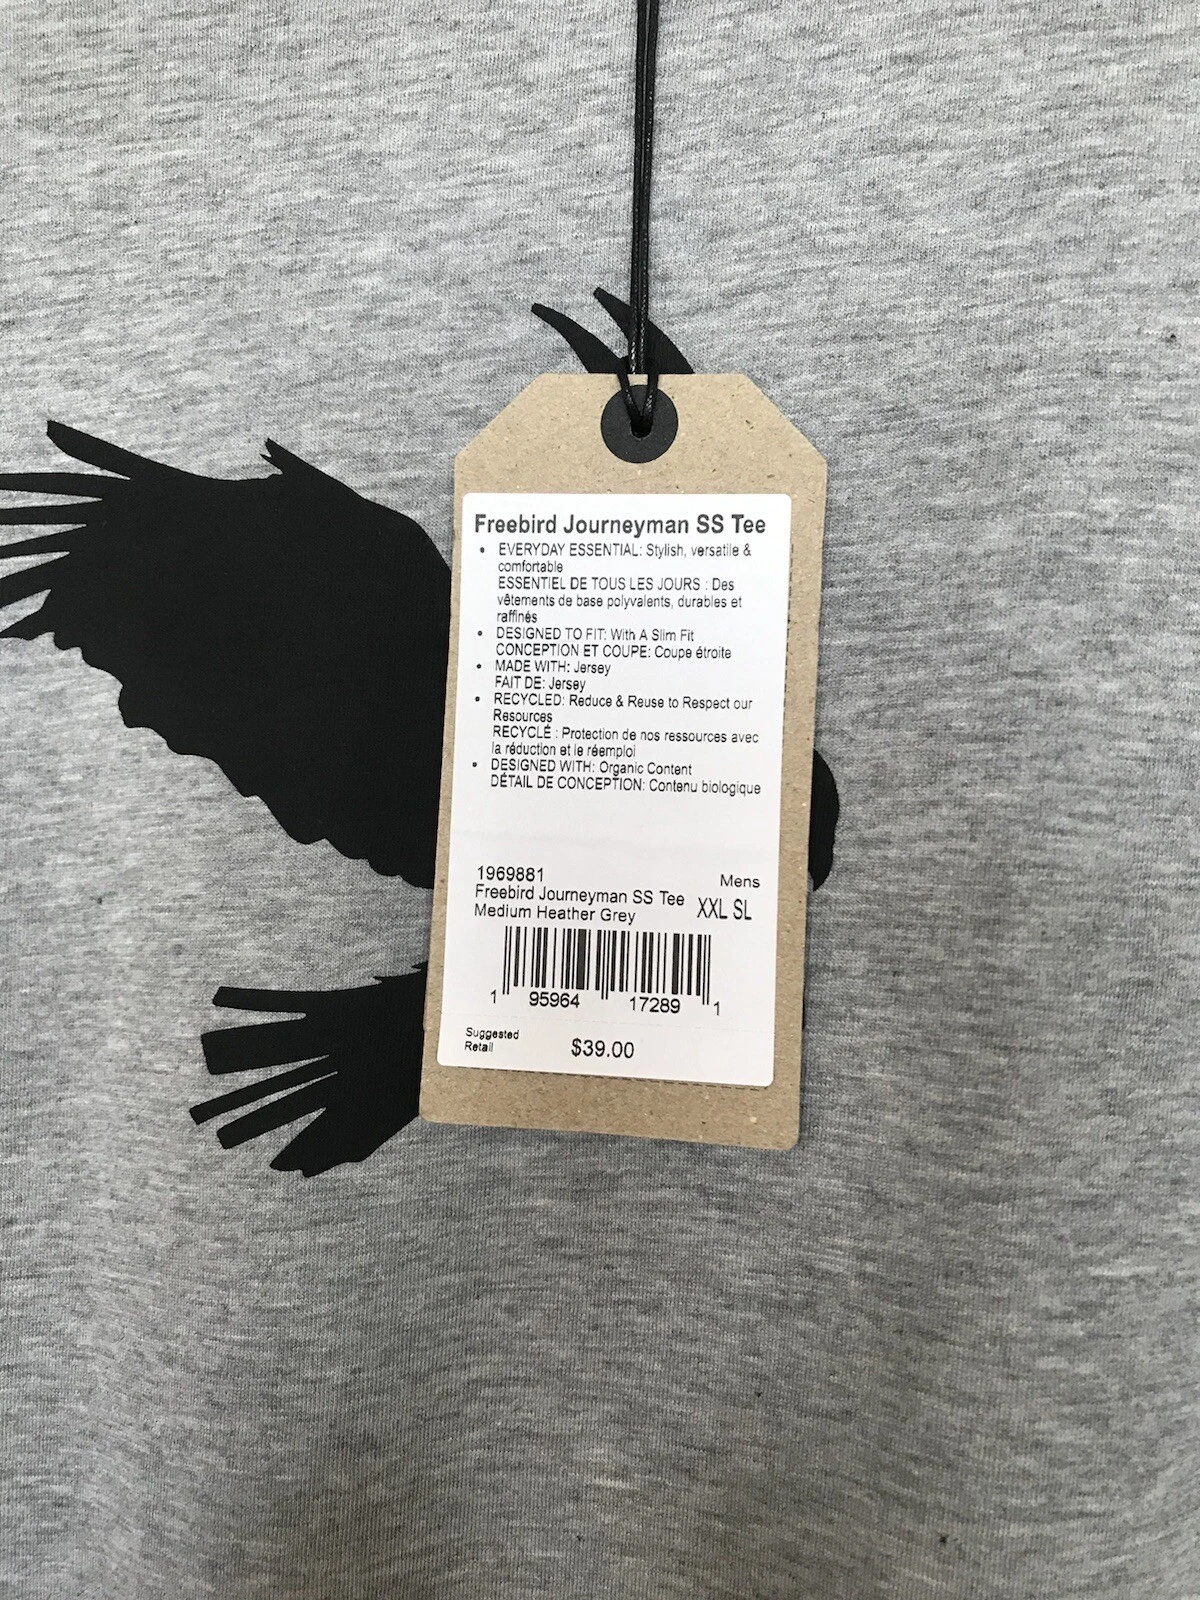 Freebird Journeyman SS Tee
• EVERYDAY ESSENTIAL: Stylish, versatile &
comfortable
ESSENTIEL DE TOUS LES JOURS : Des
vêtements de base polyvalents, durables et
raffinés
• DESIGNED TO FIT: With A Slim Fit
CONCEPTION ET COUPE: Coupe étroite
• MADE WITH: Jersey
FAIT DE: Jersey
• RECYCLED: Reduce & Reuse to Respect our
Resources
RECYCLÉ : Protection de nos ressources avec
la réduction et le réemploi
• DESIGNED WITH: Organic Content
DÉTAIL DE CONCEPTION: Contenu biologique
1969881
Mens
Freebird Journeyman SS Tee
XXL SL
Medium Heather Grey
1 95964 17289 1
Suggested
Retail
$39.00